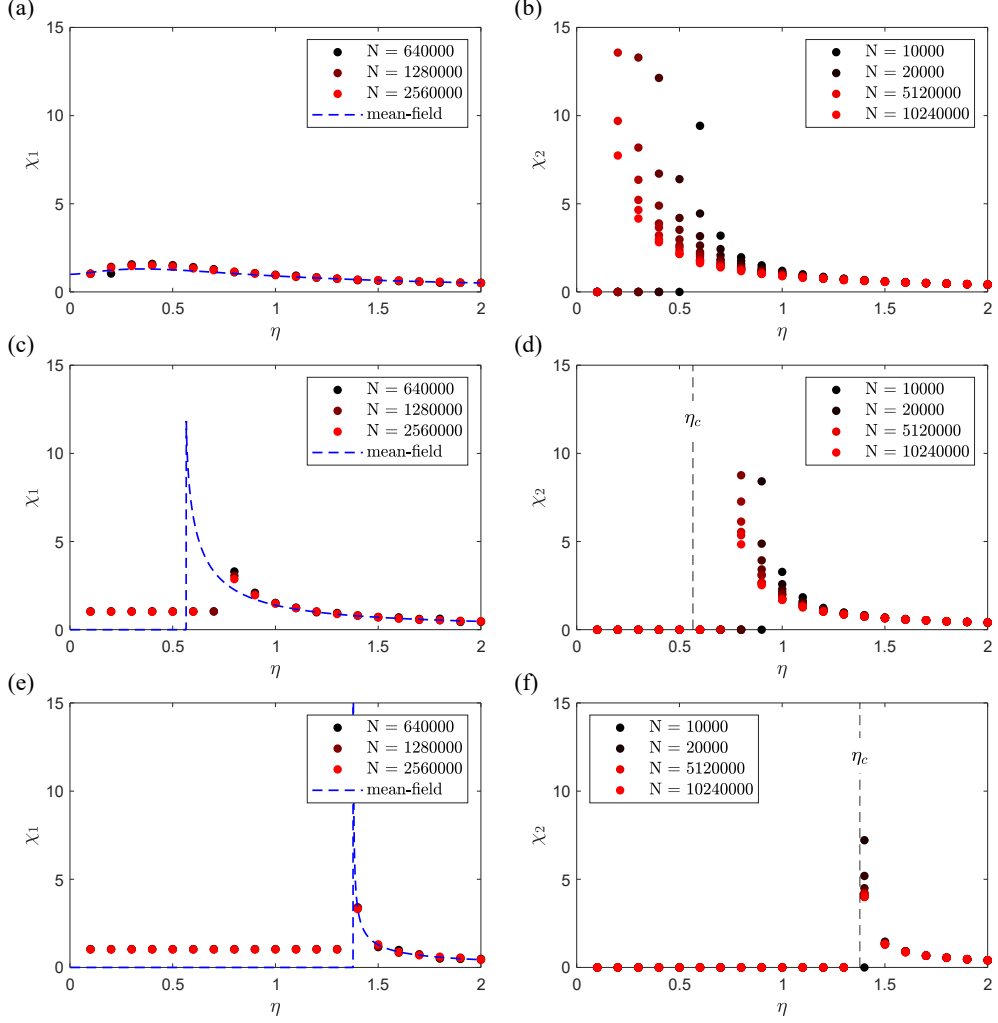 (a)
15
10
5
0
χ1
0
0.5
1
1.5
2
η
N = 640000
N = 1280000
N = 2560000
mean-field
(b)
15
10
5
0
χ2
0
0.5
1
1.5
2
η
N = 10000
N = 20000
N = 5120000
N = 10240000
(c)
15
10
5
0
χ1
0
0.5
1
1.5
2
η
N = 640000
N = 1280000
N = 2560000
mean-field
(d)
15
10
5
0
χ2
ηc
0
0.5
1
1.5
2
η
N = 10000
N = 20000
N = 5120000
N = 10240000
(e)
15
10
5
0
χ1
0
0.5
1
1.5
2
η
N = 640000
N = 1280000
N = 2560000
mean-field
(f)
15
10
5
0
χ2
N = 10000
N = 20000
N = 5120000
N = 10240000
ηc
0
0.5
1
1.5
2
η